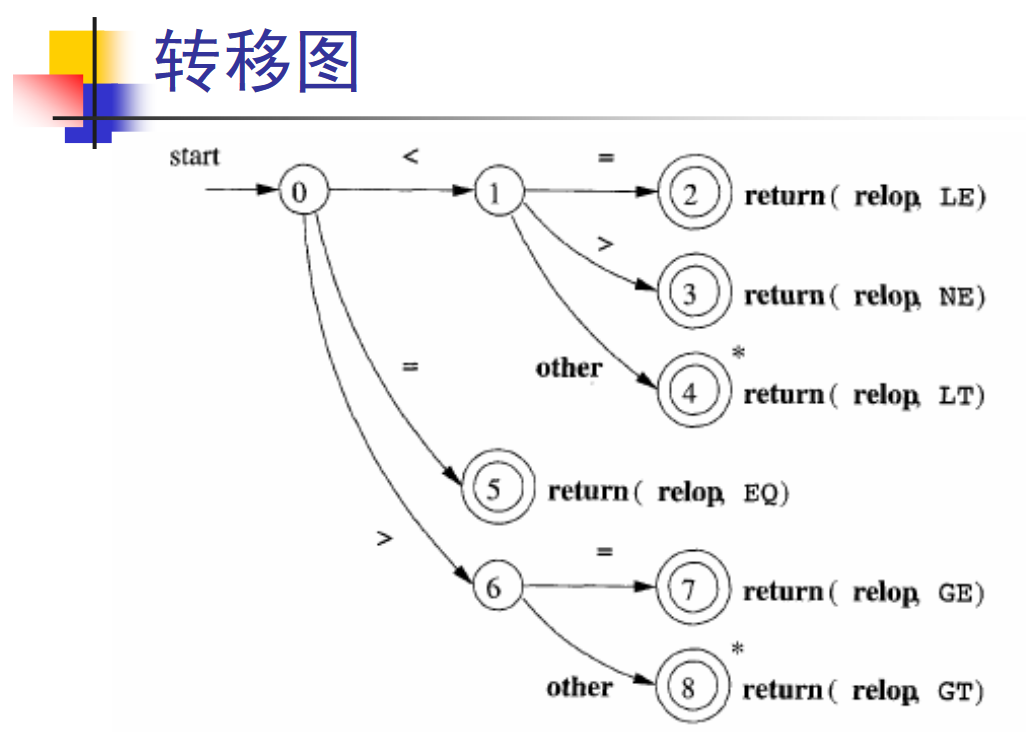 转移图
start
<
=
0
1
2
return( relop, LE)
>
3
return( relop, NE)
other
*
4
return( relop, LT)
=
5
return( relop, EQ)
>
=
6
7
return( relop, GE)
other
*
8
return( relop, GT)